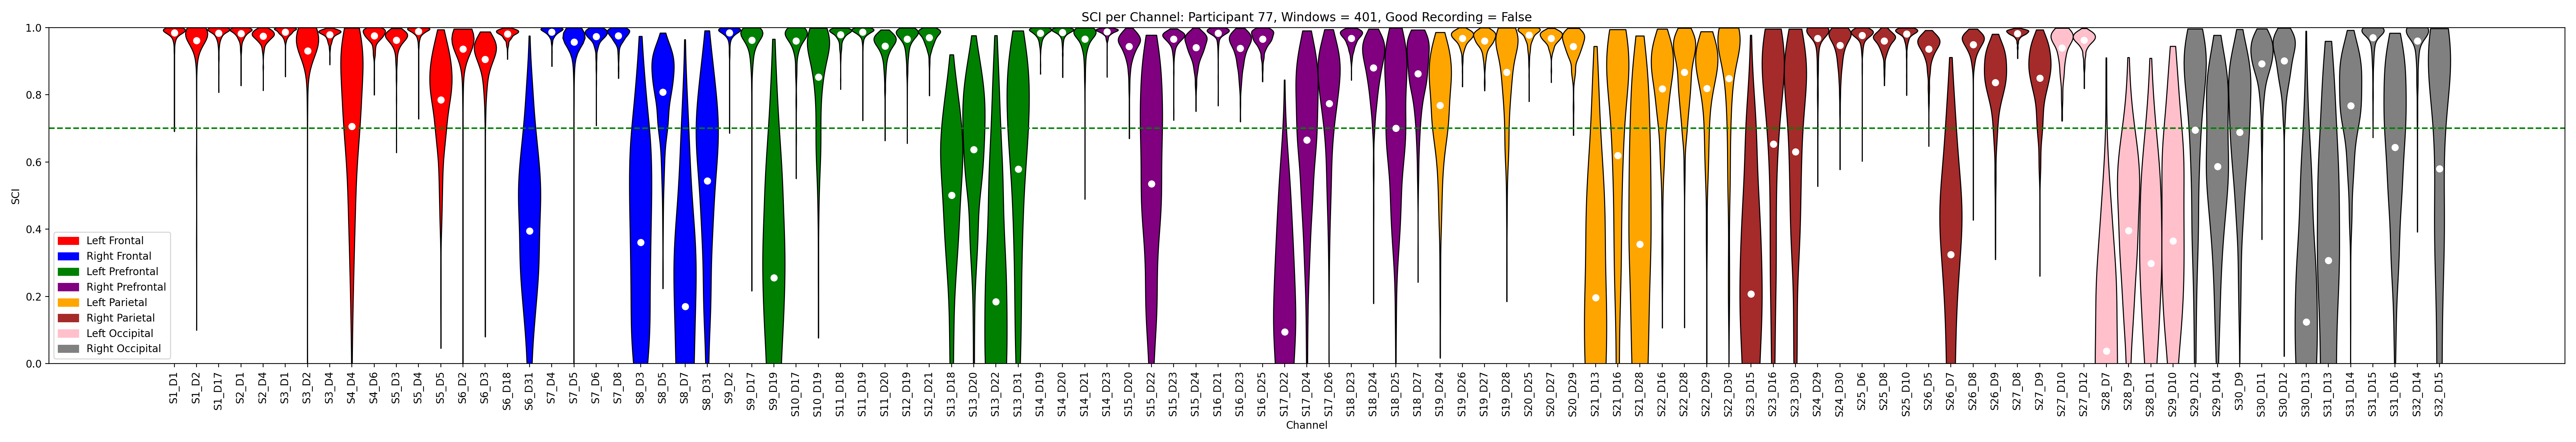 SCI per Channel: Participant 77, Windows = 401, Good Recording = False
1.0
0.8
0.6
0.4
0.2
0.0
SCI
Left Frontal
Right Frontal
Left Prefrontal
Right Prefrontal
Left Parietal
Right Parietal
Left Occipital
Right Occipital
S1_D1
S1_D2
S1_D17
S2_D1
S2_D4
S3_D1
S3_D2
S3_D4
S4_D4
S4_D6
S5_D3
S5_D4
S5_D5
S6_D2
S6_D3
S6_D18
S6_D31
S7_D4
S7_D5
S7_D6
S7_D8
S8_D3
S8_D5
S8_D7
S8_D31
S9_D2
S9_D17
S9_D19
S10_D17
S10_D19
S11_D18
S11_D19
S11_D20
S12_D19
S12_D21
S13_D18
S13_D20
S13_D22
S13_D31
S14_D19
S14_D20
S14_D21
S14_D23
S15_D20
S15_D22
S15_D23
S15_D24
S16_D21
S16_D23
S16_D25
S17_D22
S17_D24
S17_D26
S18_D23
S18_D24
S18_D25
S18_D27
S19_D24
S19_D26
S19_D27
S19_D28
S20_D25
S20_D27
S20_D29
S21_D13
S21_D16
S21_D28
S22_D16
S22_D28
S22_D29
S22_D30
S23_D15
S23_D16
S23_D30
S24_D29
S24_D30
S25_D6
S25_D8
S25_D10
S26_D5
S26_D7
S26_D8
S26_D9
S27_D8
S27_D9
S27_D10
S27_D12
S28_D7
S28_D9
S28_D11
S29_D10
S29_D12
S29_D14
S30_D9
S30_D11
S30_D12
S30_D13
S31_D13
S31_D14
S31_D15
S31_D16
S32_D14
S32_D15
Channel